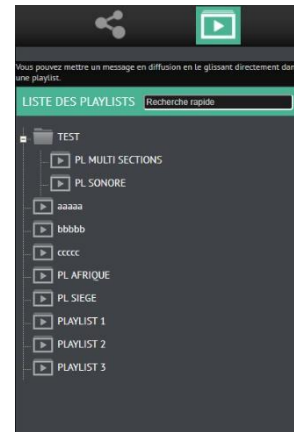 Vous pouvez mettre un message en diffusion en le glissant directement dan
une playlist.
LISTE DES PLAYLISTS Recherche rapide
TEST
PL MULTI SECTIONS
PL SONORE
aaaaa
bbbbb
ccccc
PL AFRIQUE
PL SIEGE
PLAYLIST 1
PLAYLIST 2
PLAYLIST 3